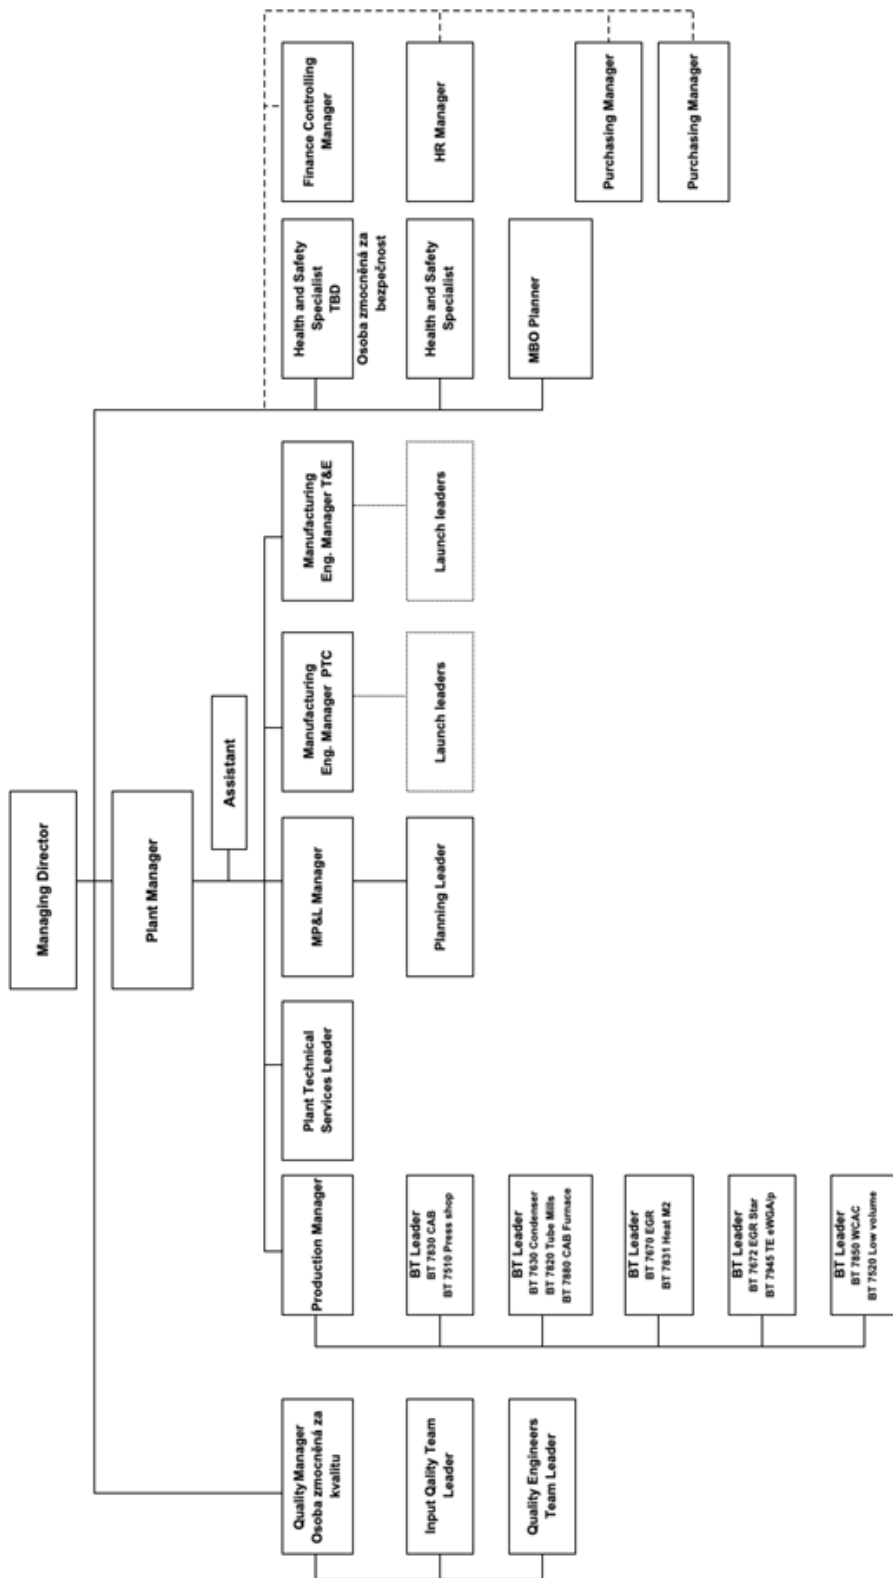 Managing Director
Plant Manager
Assistant
Quality Manager
Osoba zmocněná za
kvalitu
Input Qality Team
Leader
Quality Engineers
Team Leader
Production Manager
BT Leader
BT 7830 CAB
BT 7510 Press shop
BT Leader
BT 7630 Condenser
BT 7820 Tube Mills
BT 7880 CAB Furnace
BT Leader
BT 7670 EGR
BT 7831 Heat M2
BT Leader
BT 7672 EGR Star
BT 7945 TE eWGA/p
BT Leader
BT 7850 WCAC
BT 7520 Low volume
Plant Technical
Services Leader
MP&L Manager
Planning Leader
Manufacturing
Eng. Manager PTC
Launch leaders
Manufacturing
Eng. Manager T&E
Launch leaders
Health and Safety
Specialist
TBD
Osoba zmocněná za
bezpečnost
Health and Safety
Specialist
MBO Planner
Finance Controlling
Manager
HR Manager
Purchasing Manager
Purchasing Manager